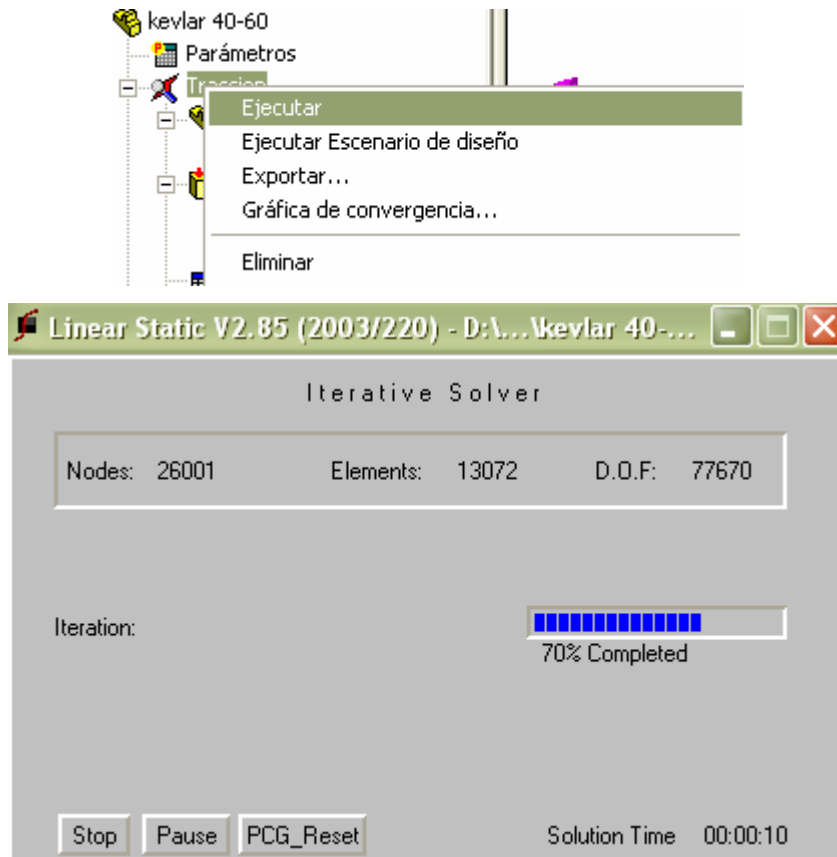 kevlar 40-60
Parámetros
Traccion
Ejecutar
Ejecutar Escenario de diseño
Exportar...
Gráfica de convergencia...
Eliminar
Linear Static V2.85 (2003/220) - D:\...\kevlar 40-...
Iterative Solver
Nodes: 26001 Elements: 13072 D.O.F: 77670
Iteration:
70% Completed
Stop Pause PCG_Reset Solution Time 00:00:10